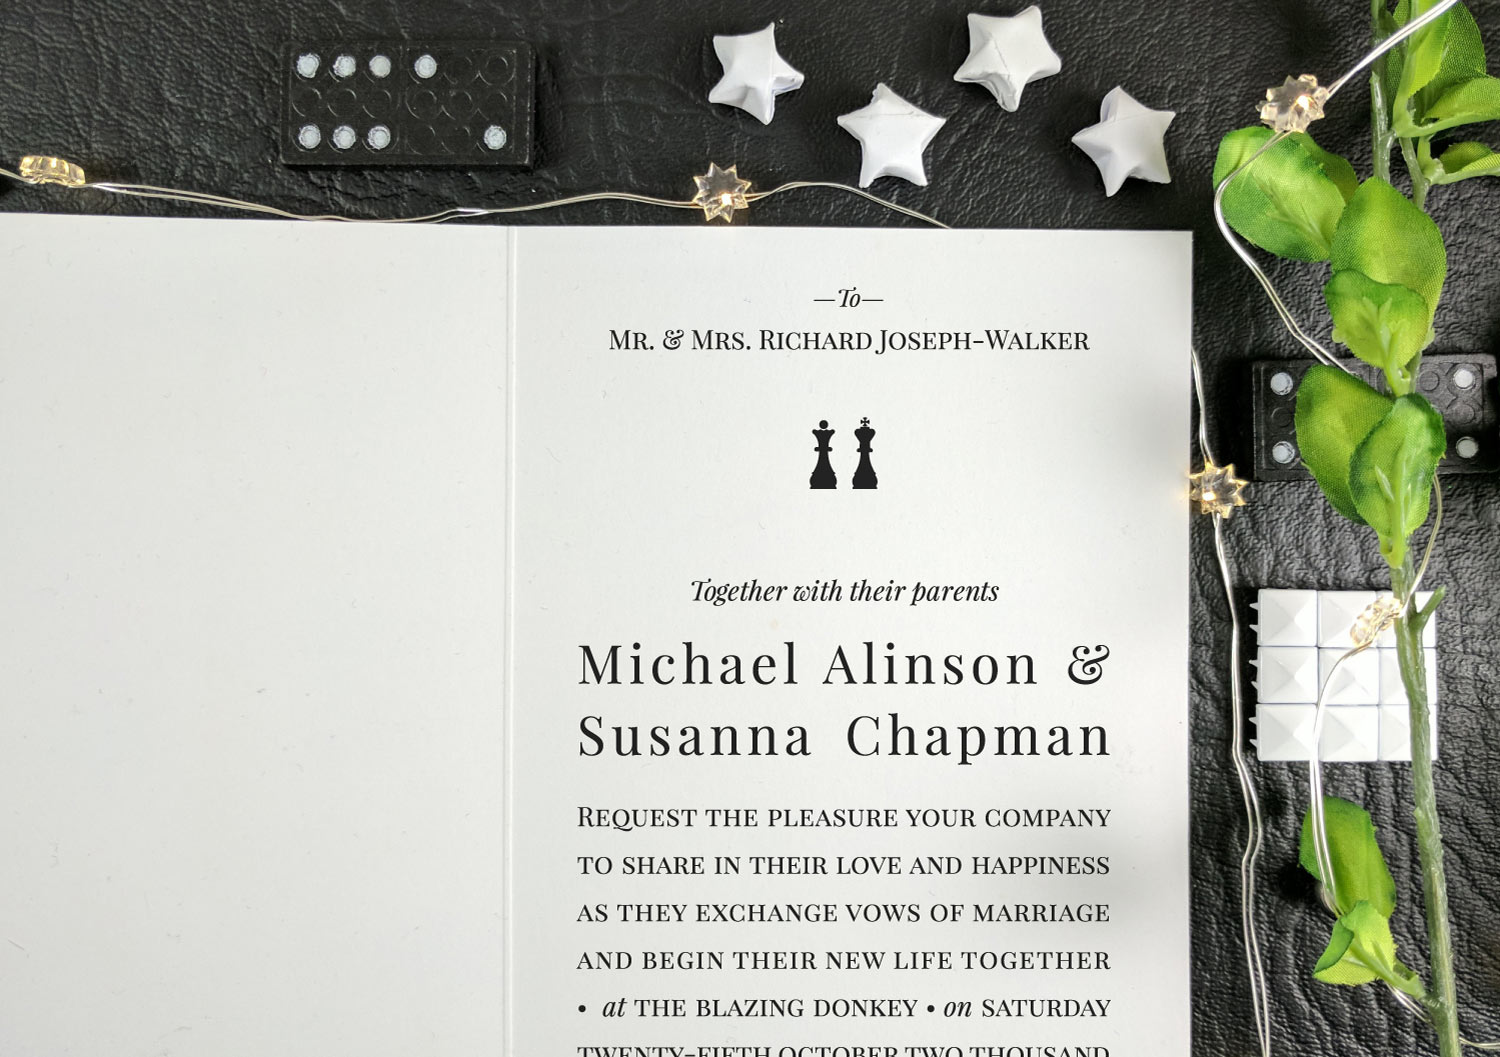 —To—
Mr. & Mrs. Richard Joseph-Walker
Together with their parents
Michael Alinson &
Susanna Chapman
Request the pleasure your company
to share in their love and happiness
as they exchange vows of marriage
and begin their new life together
• at the Blazing Donkey • on Saturday
twenty-fifth October two thousand